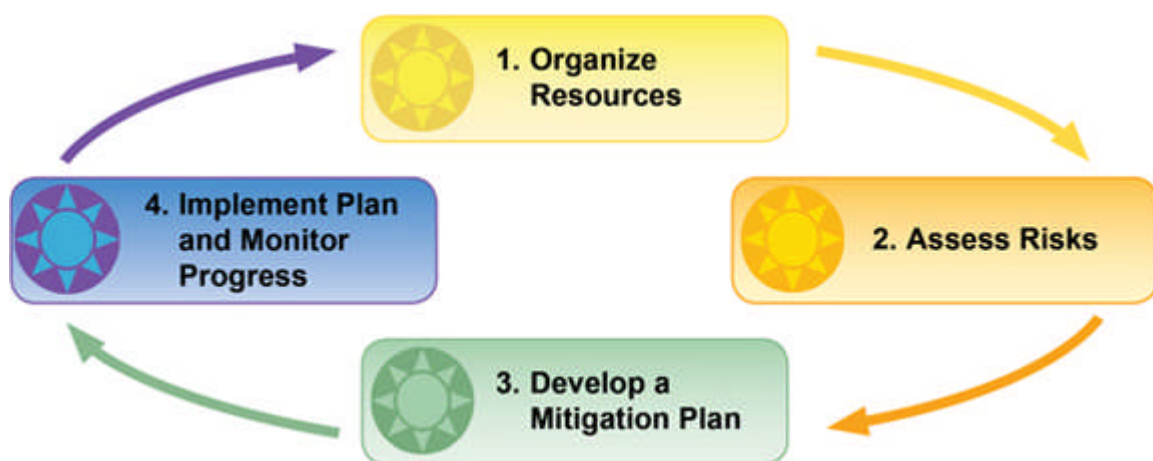 1. Organize
Resources
2. Assess Risks
3. Develop a
Mitigation Plan
4. Implement Plan
and Monitor
Progress